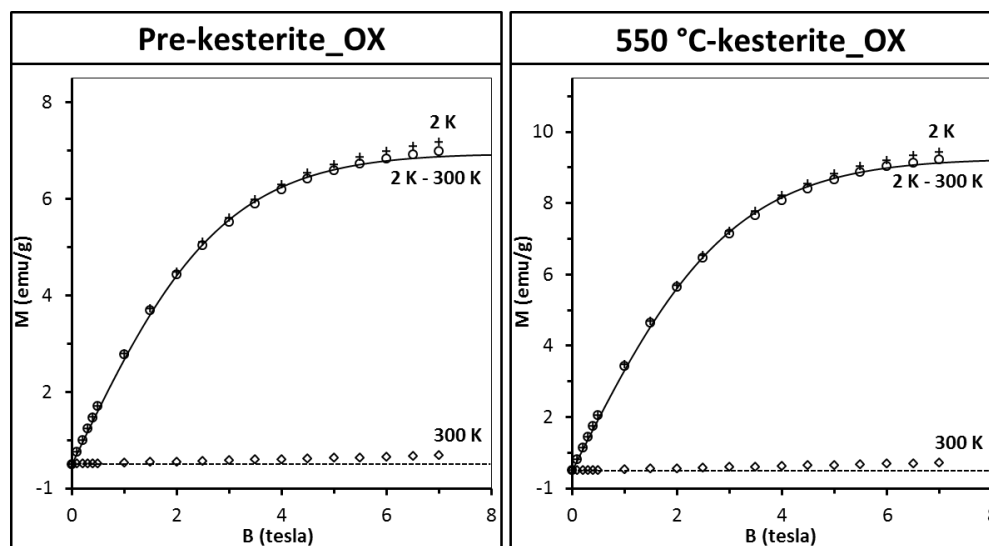 Pre-kesterite_OX
M (emu/g)
8
6
4
2
-1
2 K
2 K - 300 K
300 K
0
2
4
6
8
B (tesla)
550 °C-kesterite_OX
M (emu/g)
10
8
6
4
2
-1
2 K
2 K - 300 K
300 K
0
2
4
6
8
B (tesla)